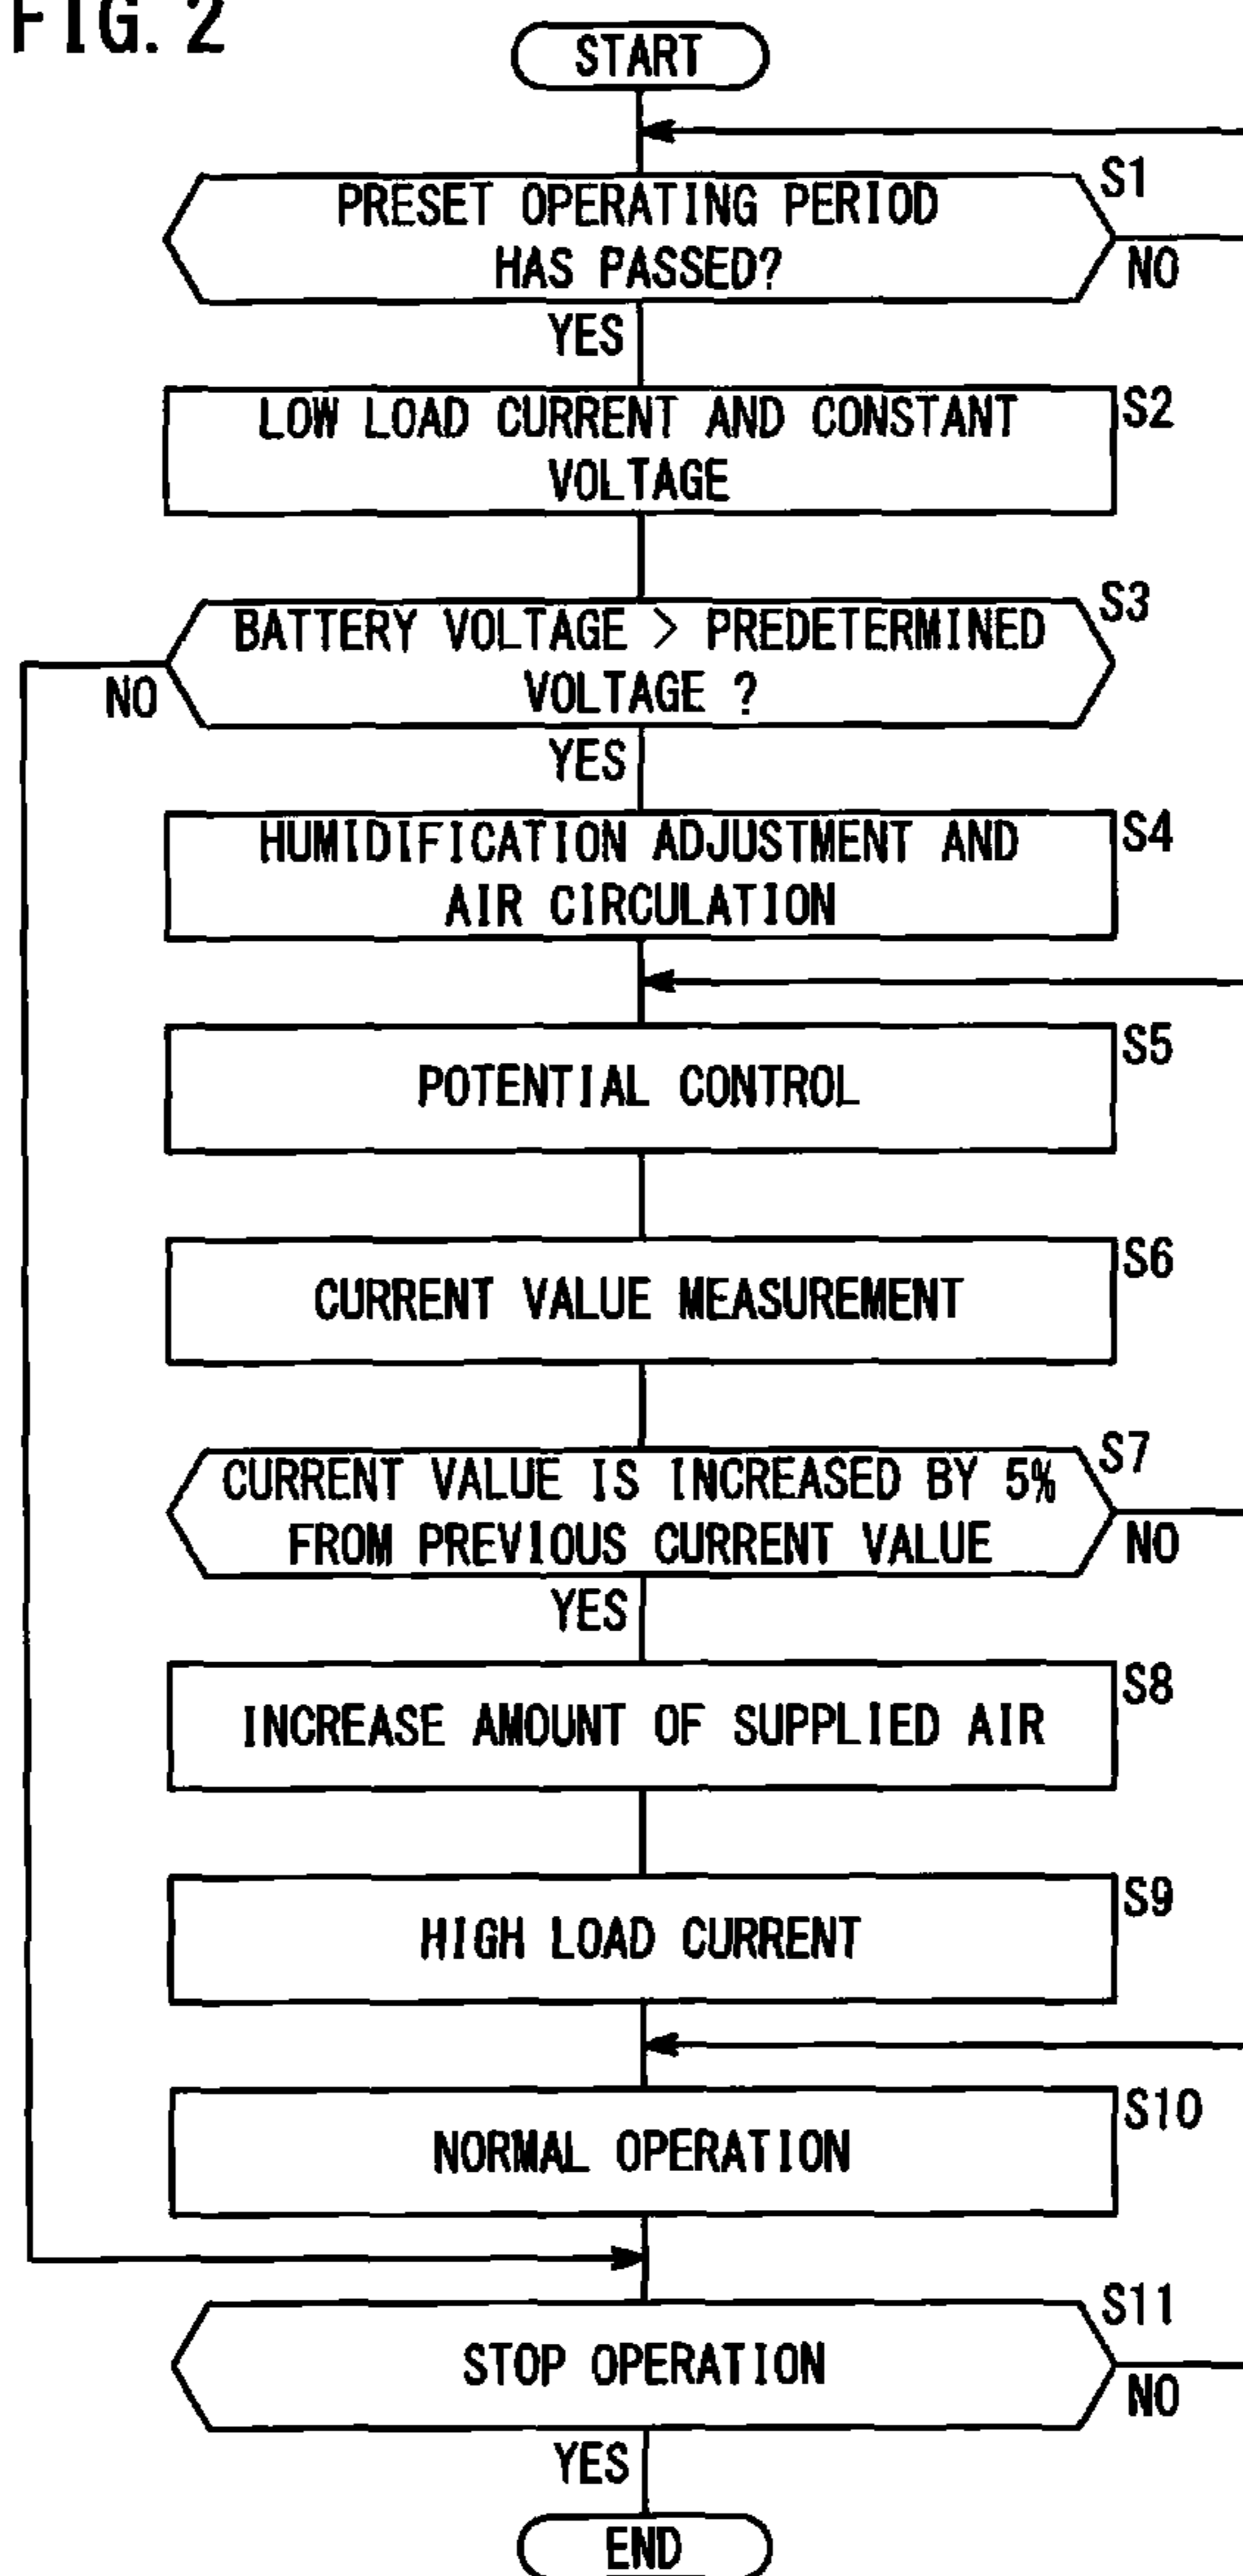 FIG. 2
START
S1
PRESET OPERATING PERIOD
HAS PASSED?
NO
YES
S2
LOW LOAD CURRENT AND CONSTANT
VOLTAGE
S3
BATTERY VOLTAGE > PREDETERMINED
VOLTAGE ?
NO
YES
S4
HUMIDIFICATION ADJUSTMENT AND
AIR CIRCULATION
S5
POTENTIAL CONTROL
S6
CURRENT VALUE MEASUREMENT
S7
CURRENT VALUE IS INCREASED BY 5%
FROM PREVIOUS CURRENT VALUE
NO
YES
S8
INCREASE AMOUNT OF SUPPLIED AIR
S9
HIGH LOAD CURRENT
S10
NORMAL OPERATION
S11
STOP OPERATION
NO
YES
END